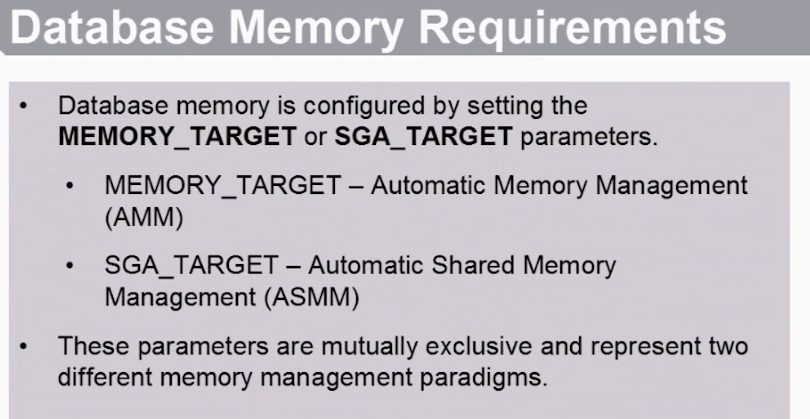 Database Memory Requirements
• Database memory is configured by setting the
MEMORY_TARGET or SGA_TARGET parameters.
• MEMORY_TARGET – Automatic Memory Management
(AMM)
• SGA_TARGET – Automatic Shared Memory
Management (ASMM)
• These parameters are mutually exclusive and represent two
different memory management paradigms.